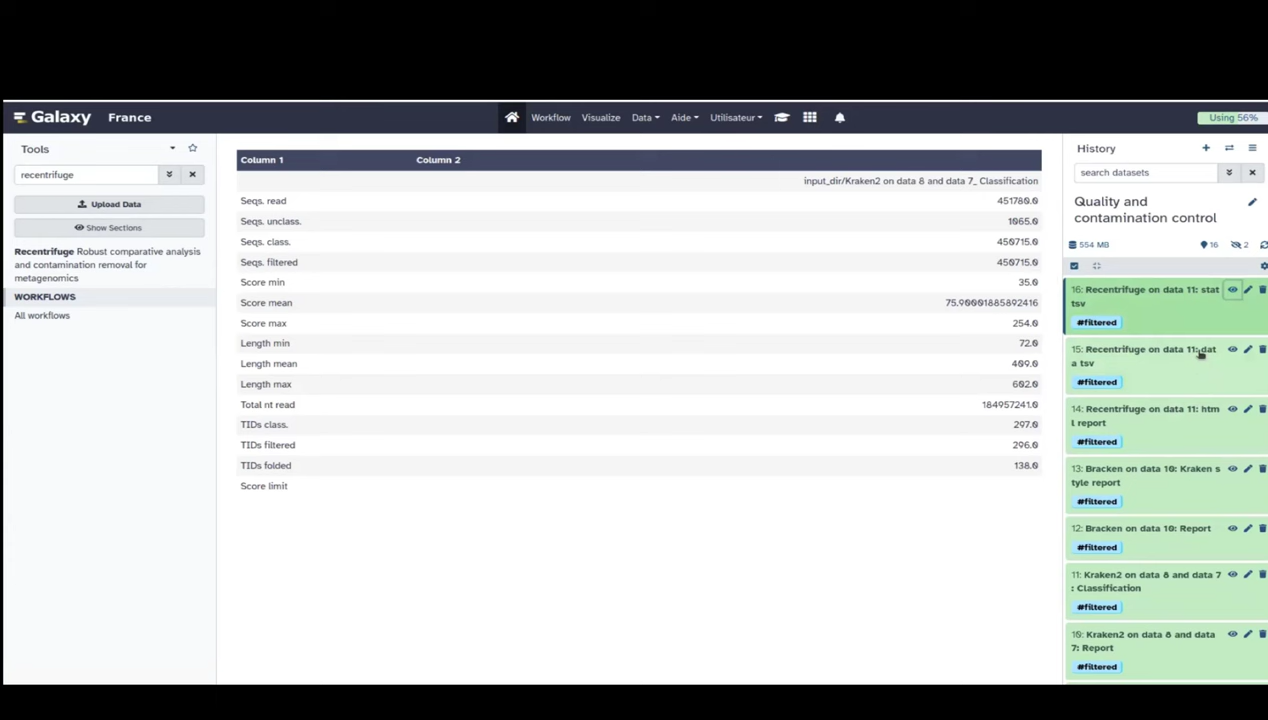 Galaxy France
Workflow Visualize Data Aide Utilisateur
Using 56%
Tools
recentrifuge
Upload Data
Show Sections
Recentrifuge Robust comparative analysis
and contamination removal for
metagenomics
WORKFLOWS
All workflows
Column 1 Column 2
input_dir/Kraken2 on data 8 and data 7_ Classification
Seqs. read 451780.0
Seqs. unclass. 1065.0
Seqs. class. 450715.0
Seqs. filtered 450715.0
Score min 35.0
Score mean 75.90001885892416
Score max 254.0
Length min 72.0
Length mean 409.0
Length max 602.0
Total nt read 184957241.0
TIDs class. 297.0
TIDs filtered 296.0
TIDs folded 138.0
Score limit
History
search datasets
Quality and
contamination control
554 MB 16 2
16: Recentrifuge on data 11: stat
tsv
#filtered
15: Recentrifuge on data 11: dat
a tsv
#filtered
14: Recentrifuge on data 11: htm
l report
#filtered
13: Bracken on data 10: Kraken s
tyle report
#filtered
12: Bracken on data 10: Report
#filtered
11: Kraken2 on data 8 and data 7
: Classification
#filtered
10: Kraken2 on data 8 and data
7: Report
#filtered